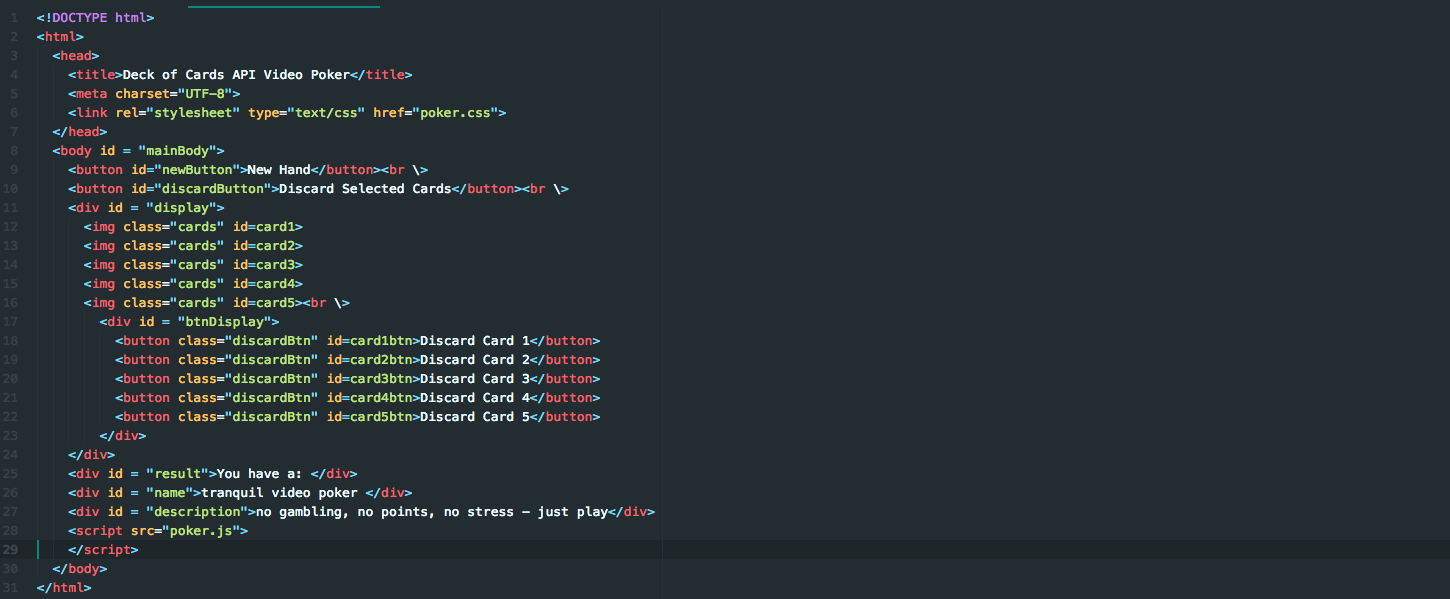 1 <!DOCTYPE html>
2 <html>
3 <head>
4 <title>Deck of Cards API Video Poker</title>
5 <meta charset="UTF-8">
6 <link rel="stylesheet" type="text/css" href="poker.css">
7 </head>
8 <body id = "mainBody">
9 <button id="newButton">New Hand</button><br \>
10 <button id="discardButton">Discard Selected Cards</button><br \>
11 <div id = "display">
12 <img class="cards" id=card1>
13 <img class="cards" id=card2>
14 <img class="cards" id=card3>
15 <img class="cards" id=card4>
16 <img class="cards" id=card5><br \>
17 <div id = "btnDisplay">
18 <button class="discardBtn" id=card1btn>Discard Card 1</button>
19 <button class="discardBtn" id=card2btn>Discard Card 2</button>
20 <button class="discardBtn" id=card3btn>Discard Card 3</button>
21 <button class="discardBtn" id=card4btn>Discard Card 4</button>
22 <button class="discardBtn" id=card5btn>Discard Card 5</button>
23 </div>
24 </div>
25 <div id = "result">You have a: </div>
26 <div id = "name">tranquil video poker </div>
27 <div id = "description">no gambling, no points, no stress – just play</div>
28 <script src="poker.js">
29 </script>
30 </body>
31 </html>